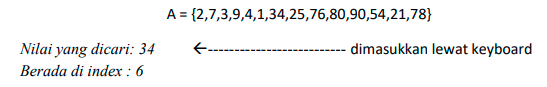 A = {2,7,3,9,4,1,34,25,76,80,90,54,21,78}
Nilai yang dicari: 34 ←-------------------------- dimasukkan lewat keyboard
Berada di index : 6